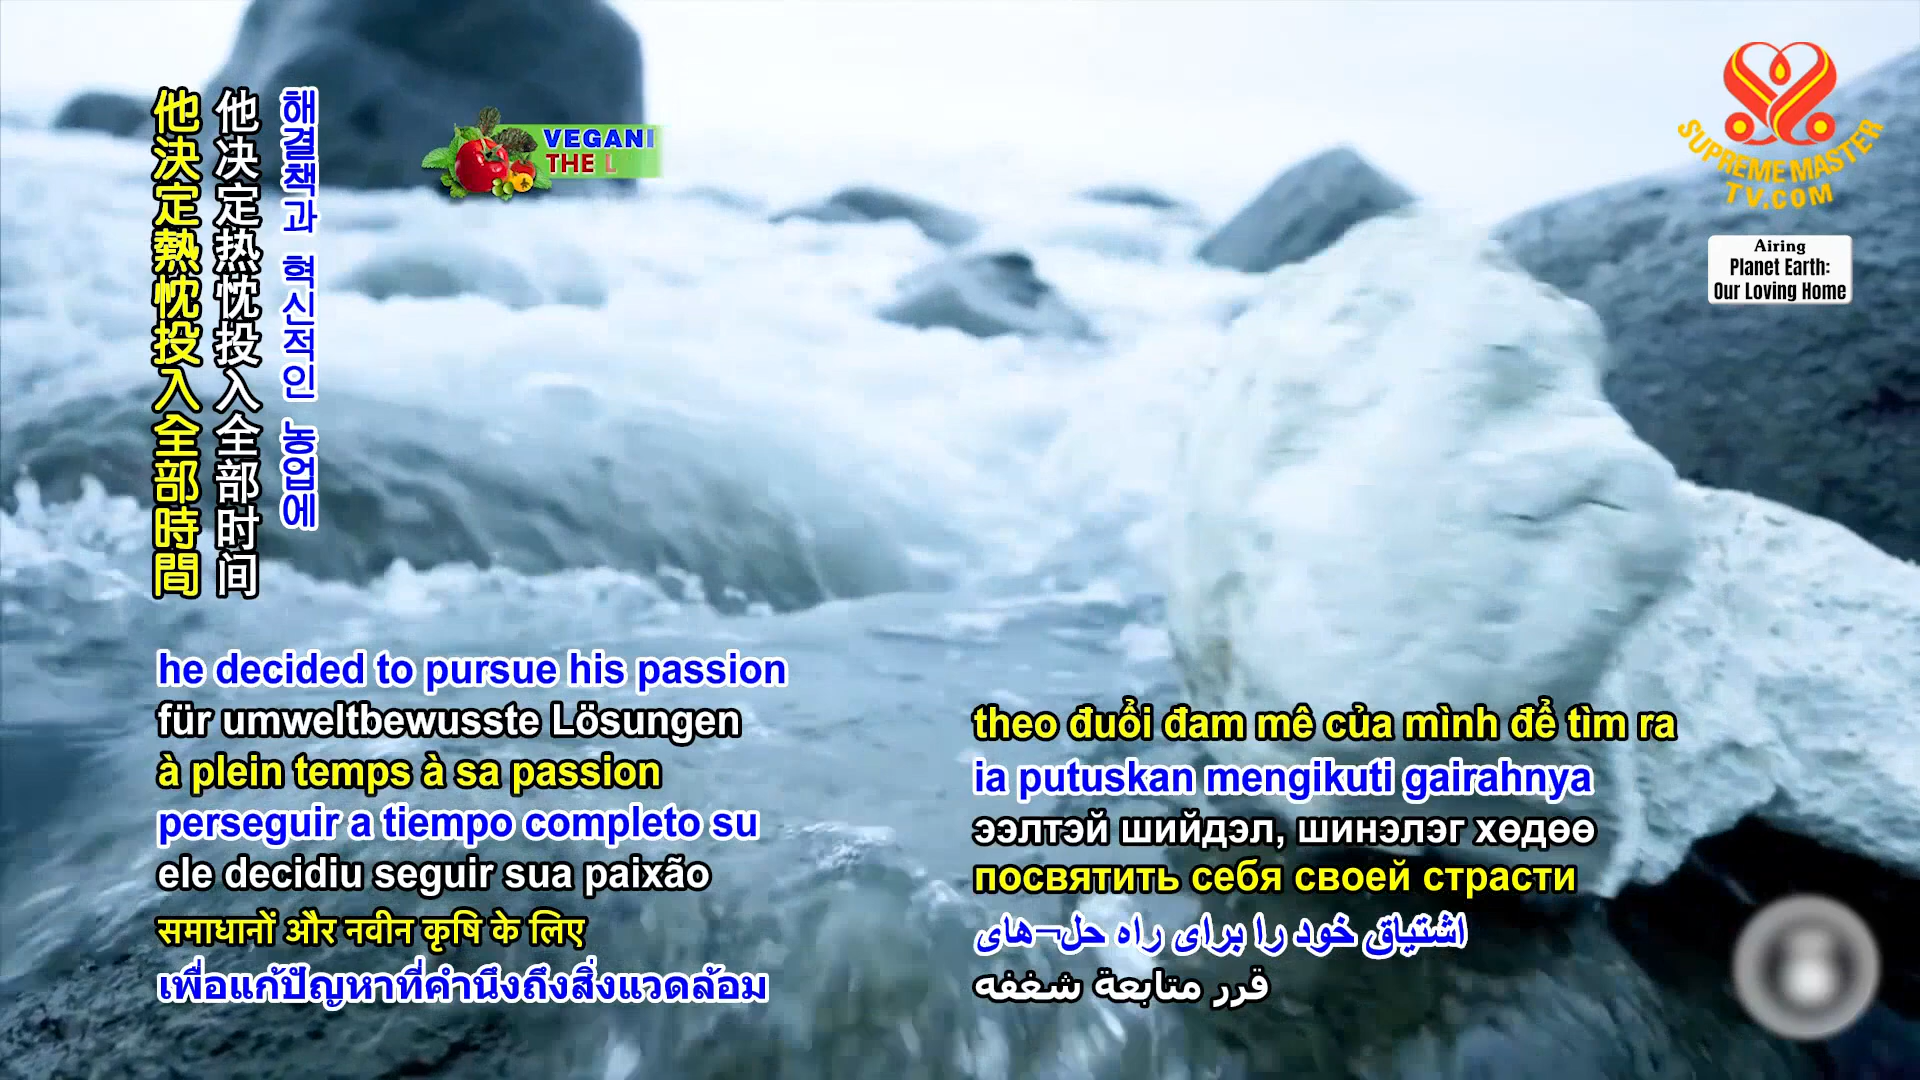 他決定熱忱投入全部時間
他决定热忱投入全部时间
해결책과 혁신적인 농업에
VEGANI
THE L
SUPREME MASTER
TV.COM
Airing
Planet Earth:
Our Loving Home
he decided to pursue his passion
für umweltbewusste Lösungen
à plein temps à sa passion
perseguir a tiempo completo su
ele decidiu seguir sua paixão
समाधानों और नवीन कृषि के लिए
เพื่อแก้ปัญหาที่คำนึงถึงสิ่งแวดล้อม
theo đuổi đam mê của mình để tìm ra
ia putuskan mengikuti gairahnya
ээлтэй шийдэл, шинэлэг хөдөө
посвятить себя своей страсти
اشتیاق خود را برای راه حل¬های
قرر متابعة شغفه